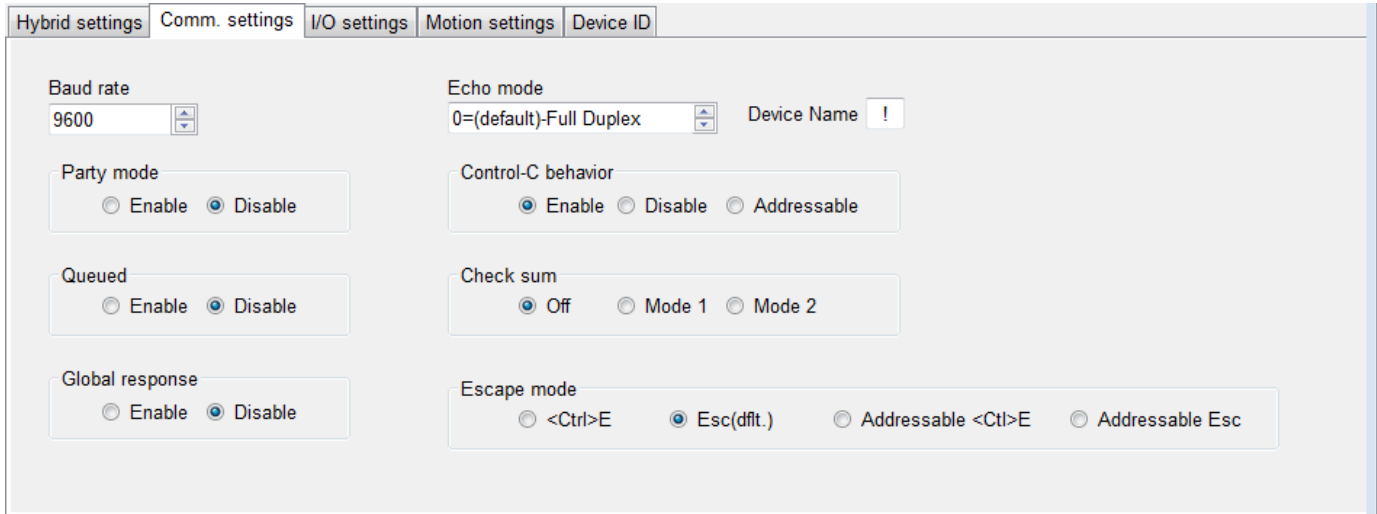 Hybrid settings Comm. settings I/O settings Motion settings Device ID
Baud rate Echo mode
9600 0=(default)-Full Duplex Device Name !
Party mode Control-C behavior
Enable Disable Enable Disable Addressable
Queued Check sum
Enable Disable Off Mode 1 Mode 2
Global response Escape mode
Enable Disable <Ctrl>E Esc(dflt.) Addressable <Ctl>E Addressable Esc